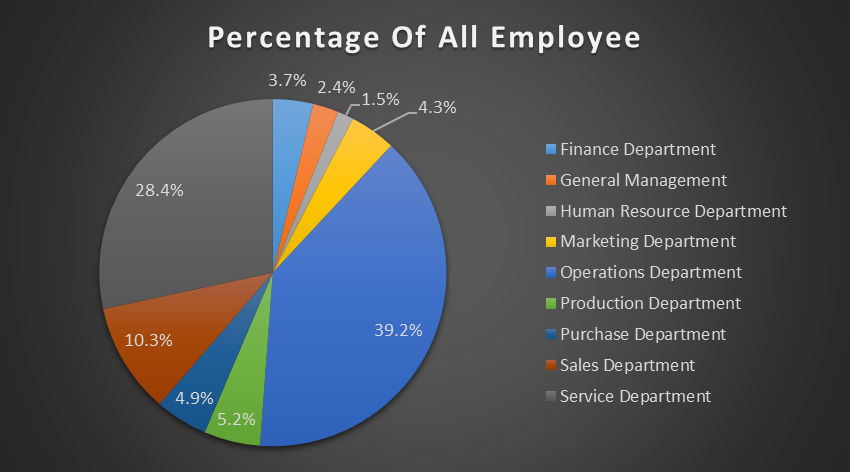 Percentage Of All Employee
3.7%
2.4%
1.5%
4.3%
28.4%
39.2%
10.3%
4.9%
5.2%
Finance Department
General Management
Human Resource Department
Marketing Department
Operations Department
Production Department
Purchase Department
Sales Department
Service Department